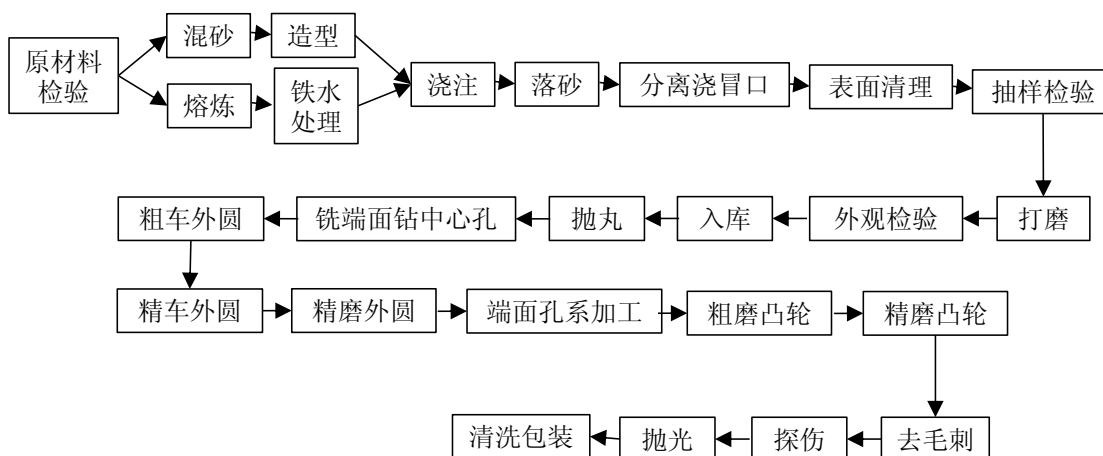 原材料
检验
混砂
造型
熔炼
铁水
处理
浇注
落砂
分离浇冒口
表面清理
抽样检验
打磨
外观检验
入库
抛丸
铣端面钻中心孔
粗车外圆
精车外圆
精磨外圆
端面孔系加工
粗磨凸轮
精磨凸轮
去毛刺
探伤
抛光
清洗包装